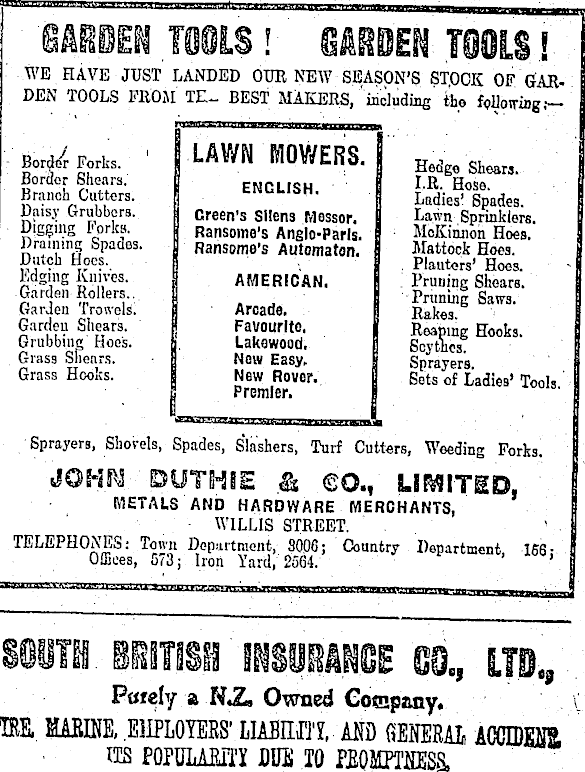 GARDEN TOOLS! GARDEN TOOLS!
WE HAVE JUST LANDED OUR NEW SEASON'S STOCK OF GAR-
DEN TOOLS FROM BEST MAKERS, including the following:—
Border Forks.
Border Shears.
Branch Cutters.
Daisy Grubbers.
Digging Forks.
Draining Spades.
Dutch Hoes.
Edging Knives.
Garden Rollers.
Garden Trowels.
Garden Shears.
Grubbing Hoes.
Grass Shears.
Grass Hooks.
LAWN MOWERS.
ENGLISH.
Green's Silens Messor.
Ransome's Anglo-Paris.
Ransome's Automaton.
AMERICAN.
Arcade.
Favourite.
Lakewood.
New Easy.
New Rover.
Premier.
Hedge Shears.
I.R. Hose.
Ladies' Spades.
Lawn Sprinklers.
McKinnon Hoes.
Mattock Hoes.
Planters' Hoes.
Pruning Shears.
Pruning Saws.
Rakes.
Reaping Hooks.
Scythes.
Sprayers.
Sets of Ladies' Tools.
Sprayers, Shovels, Spades, Slashers, Turf Cutters, Weeding Forks.
JOHN DUTHIE & CO., LIMITED,
METALS AND HARDWARE MERCHANTS,
WILLIS STREET.
TELEPHONES: Town Department, 3006; Country Department, 156;
Offices, 573; Iron Yard, 2564.
SOUTH BRITISH INSURANCE CO., LTD.,
Purely a N.Z. Owned Company.
MARINE, EMPLOYERS' LIABILITY, AND GENERAL ACCIDENT.
ITS POPULARITY DUE TO PROMPTNESS.